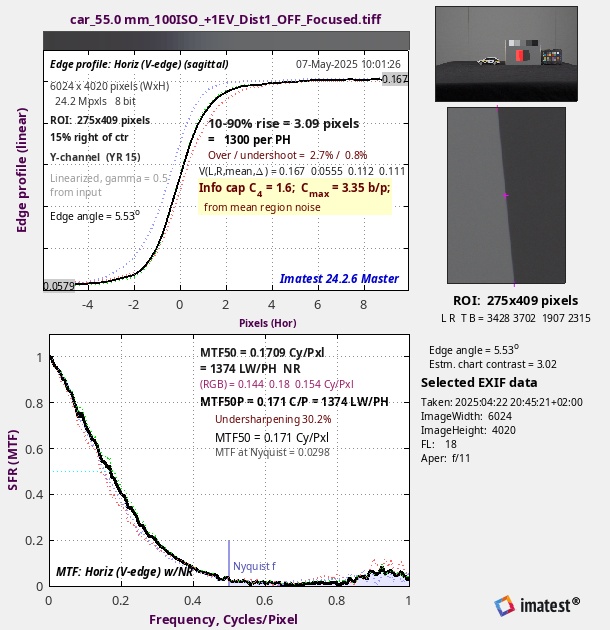 car_55.0 mm_100ISO_+1EV_Dist1_OFF_Focused.tiff
Edge profile: Horiz (V-edge) (sagittal)
07-May-2025 10:01:26
0.167
6024 x 4020 pixels (WxH)
24.2 Mpxls 8 bit
ROI: 275x409 pixels
15% right of ctr
Y-channel (YR 15)
Linearized, gamma = 0.5
from input
Edge angle = 5.53⁰
10-90% rise = 3.09 pixels
= 1300 per PH
Over / undershoot = 2.7% / 0.8%
V(L,R,mean,Δ) = 0.167 0.0555 0.112 0.111
Info cap C4 = 1.6; Cmax = 3.35 b/p;
from mean region noise
Edge profile (linear)
0.0579
Imatest 24.2.6 Master
-4 -2 0 2 4 6 8
Pixels (Hor)
ROI: 275x409 pixels
L R T B = 3428 3702 1907 2315
Edge angle = 5.53⁰
Estm. chart contrast = 3.02
Selected EXIF data
Taken: 2025:04:22 20:45:21+02:00
ImageWidth: 6024
ImageHeight: 4020
FL: 18
Aper: f/11
MTF50 = 0.1709 Cy/Pxl
= 1374 LW/PH NR
(RGB) = 0.144 0.18 0.154 Cy/Pxl
MTF50P = 0.171 C/P = 1374 LW/PH
Undersharpening 30.2%
MTF50 = 0.171 Cy/Pxl
MTF at Nyquist = 0.0298
SFR (MTF)
1
0.8
0.6
0.4
0.2
0
Nyquist f
MTF: Horiz (V-edge) w/NR
0 0.2 0.4 0.6 0.8 1
Frequency, Cycles/Pixel
imatest®